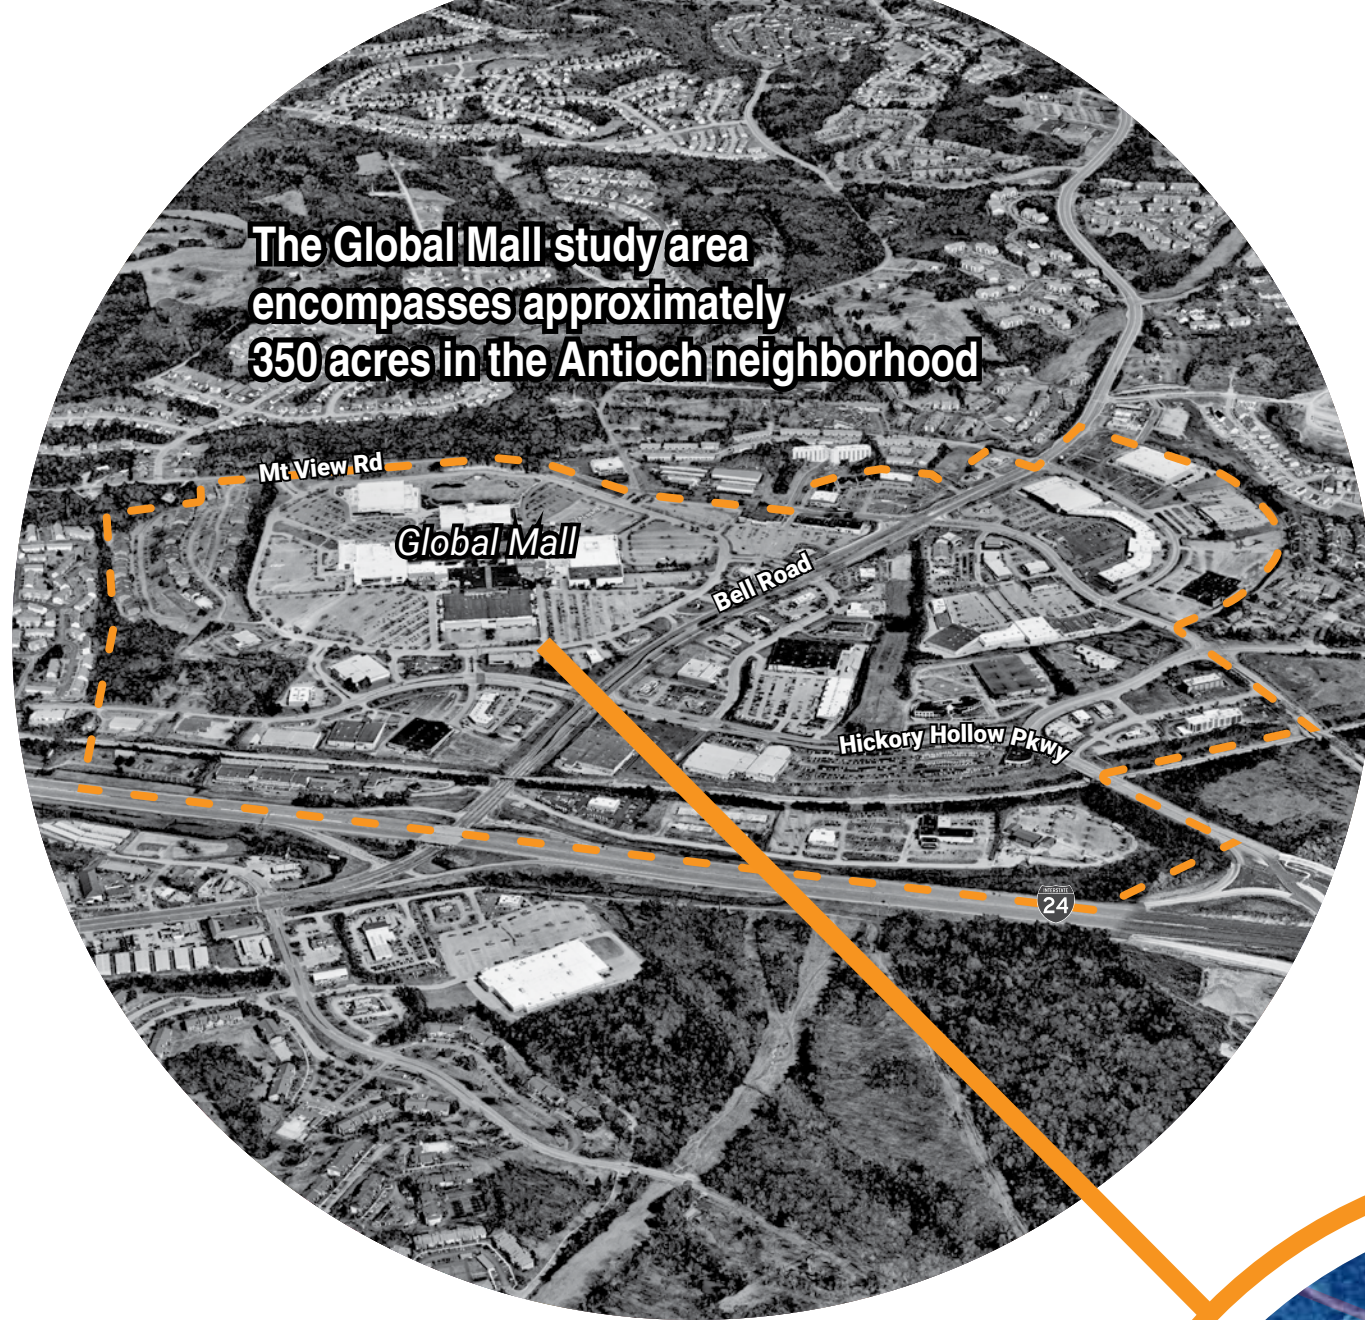 The Global Mall study area
encompasses approximately
350 acres in the Antioch neighborhood
Mt View Rd
Global Mall
Bell Road
Hickory Hollow Pkwy
INTERSTATE
24